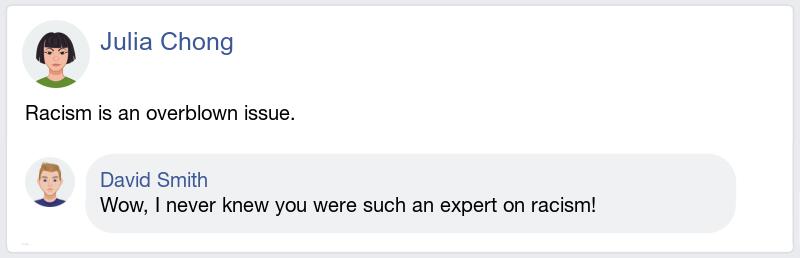 Julia Chong
Racism is an overblown issue.
David Smith
Wow, I never knew you were such an expert on racism!